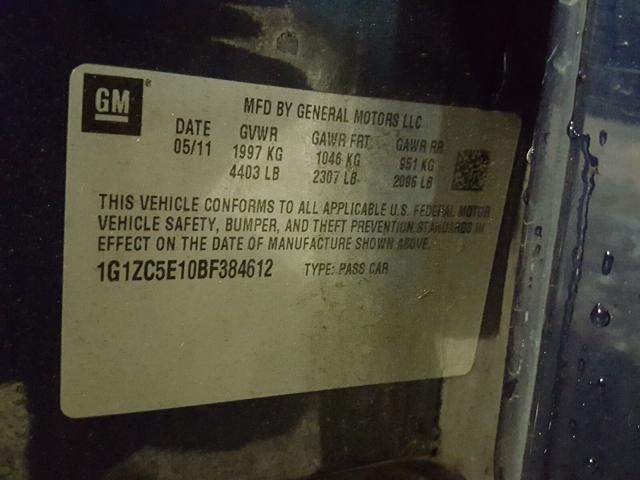 GM ®
MFD BY GENERAL MOTORS LLC
DATE GVWR GAWR FRT GAWR RR
05/11 1997 KG 1046 KG 951 KG
4403 LB 2307 LB 2096 LB
THIS VEHICLE CONFORMS TO ALL APPLICABLE U.S. FEDERAL MOTOR
VEHICLE SAFETY, BUMPER, AND THEFT PREVENTION STANDARDS IN
EFFECT ON THE DATE OF MANUFACTURE SHOWN ABOVE.
1G1ZC5E10BF384612 TYPE: PASS CAR